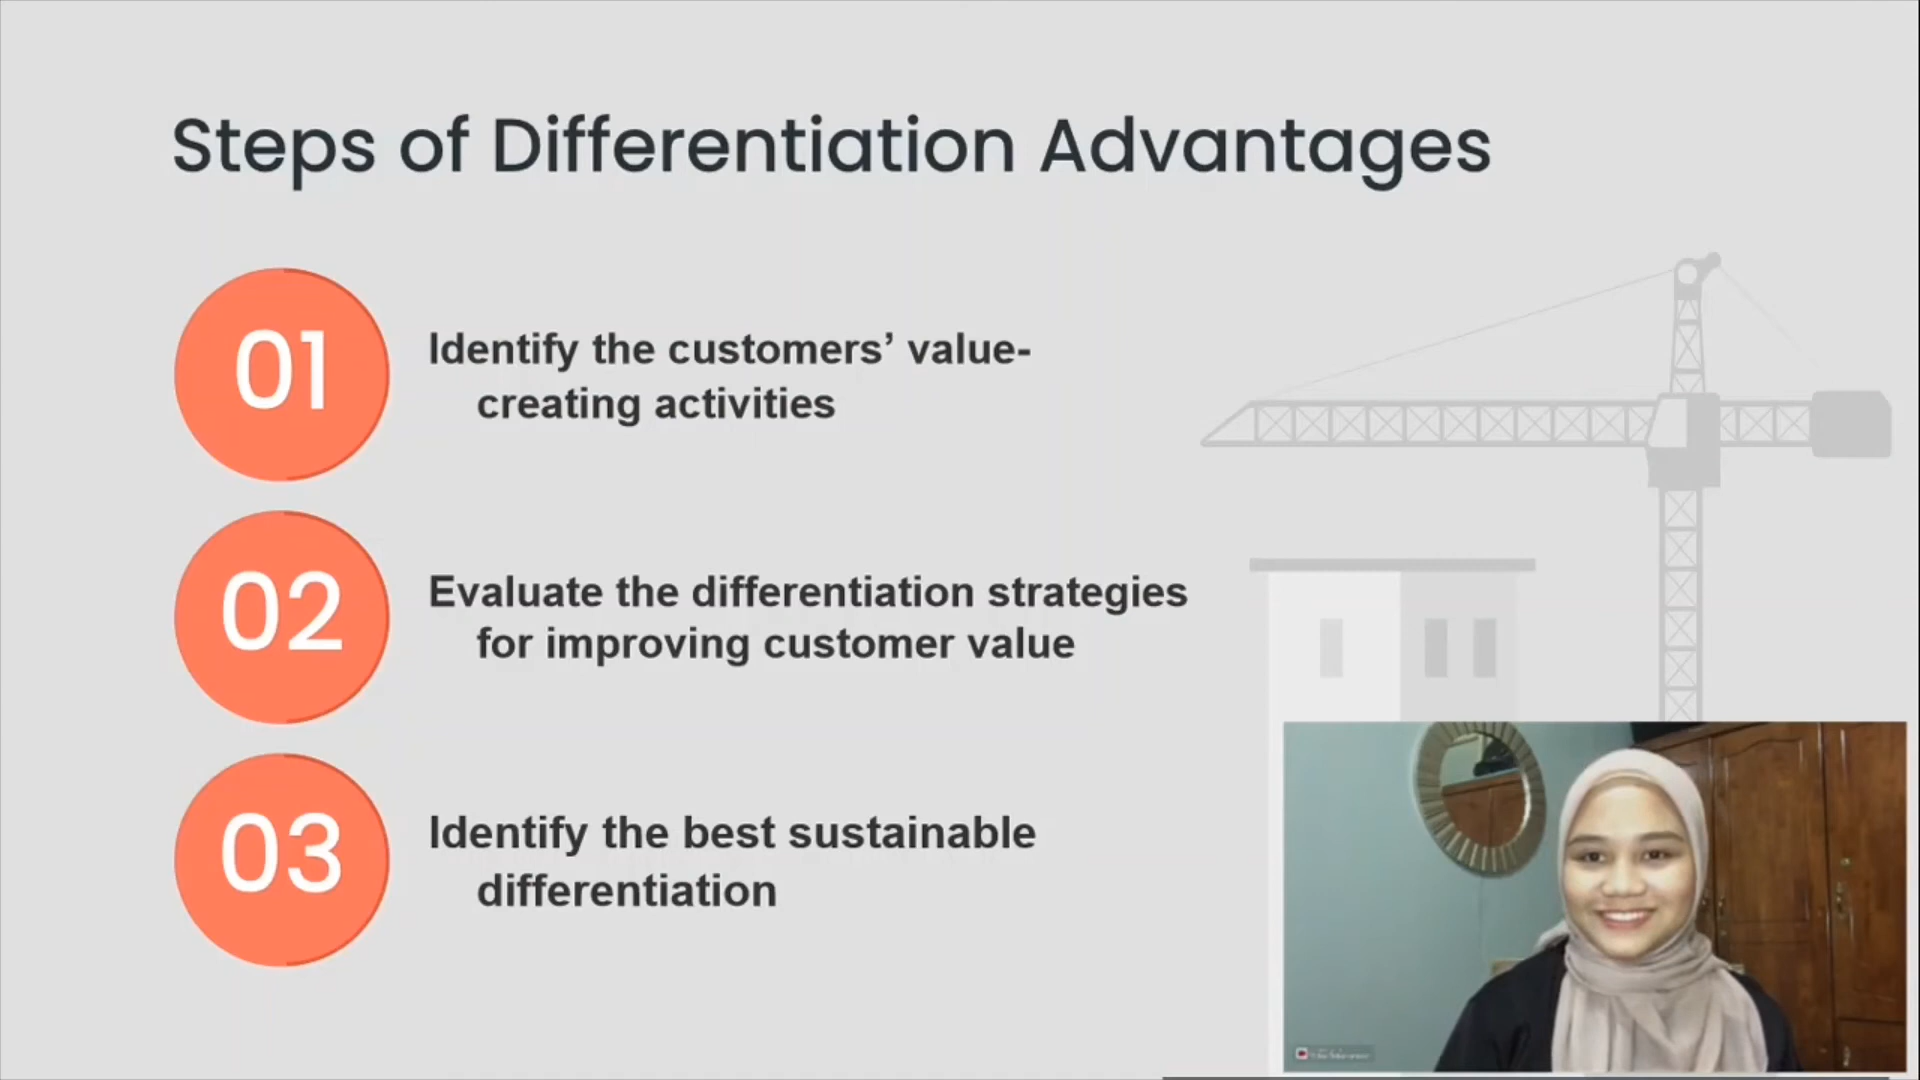 Steps of Differentiation Advantages
01
Identify the customers’ value-
creating activities
02
Evaluate the differentiation strategies
for improving customer value
03
Identify the best sustainable
differentiation